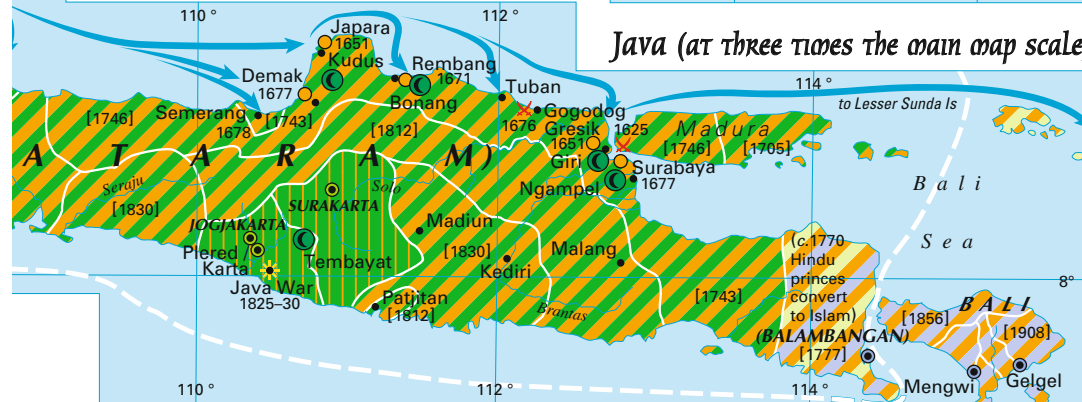 110 °
112 °
Java (at three times the main map scale
Japara
1651
Kudus
Demak
1677
Rembang
1671
Bonang
114 °
to Lesser Sunda Is
Tuban
Semerang
1678
[1746]
[1743]
[1812]
1676
Gogodog
Gresik
1651
1625
Madura
[1746]
[1705]
A T A R A M)
Giri
Surabaya
1677
Ngampel
Bali
Sea
Seraju
[1830]
Solo
SURAKARTA
JOGJAKARTA
Plered /
Karta
Tembayat
Madiun
[1830]
Kediri
Malang
(c.1770
Hindu
princes
convert
to Islam)
(BALAMBANGAN)
[1777]
Java War
1825–30
Patjitan
[1812]
Brantas
[1743]
8°
BALI
[1856]
[1908]
Mengwi
Gelgel
110 °
112 °
114 °